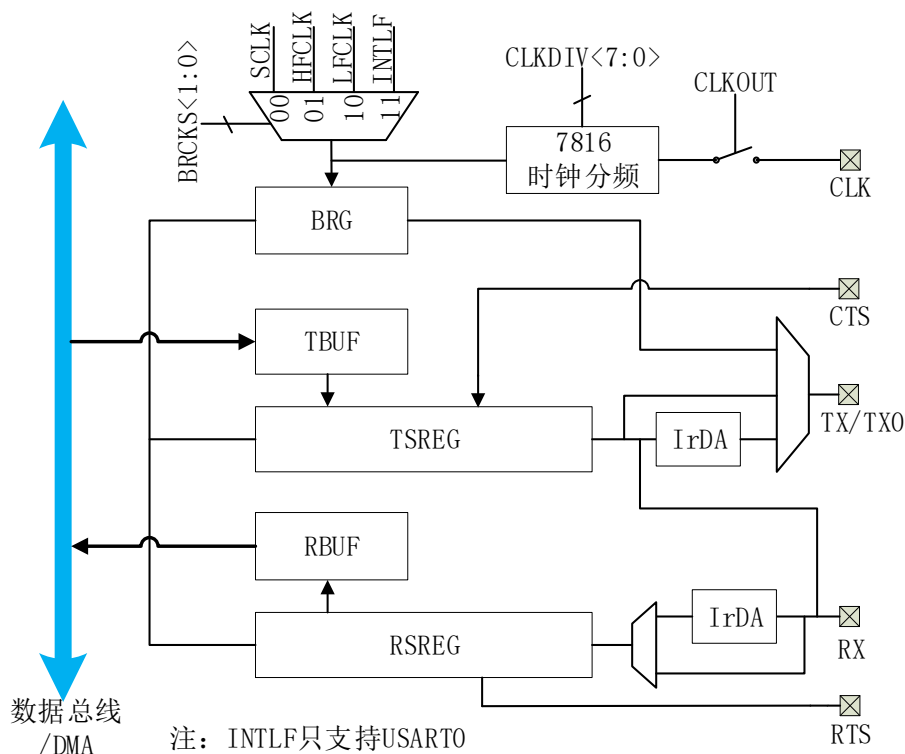 BRCKS<1:0>
SCLK
HFCLK
LFCLK
INTLF
00
01
10
11
CLKDIV<7:0>
CLKOUT
7816
时钟分频
CLK
BRG
CTS
TBUF
TX/TXO
TSREG
IrDA
RBUF
IrDA
RSREG
RX
RTS
数据总线
/DMA
注: INTLF只支持USART0